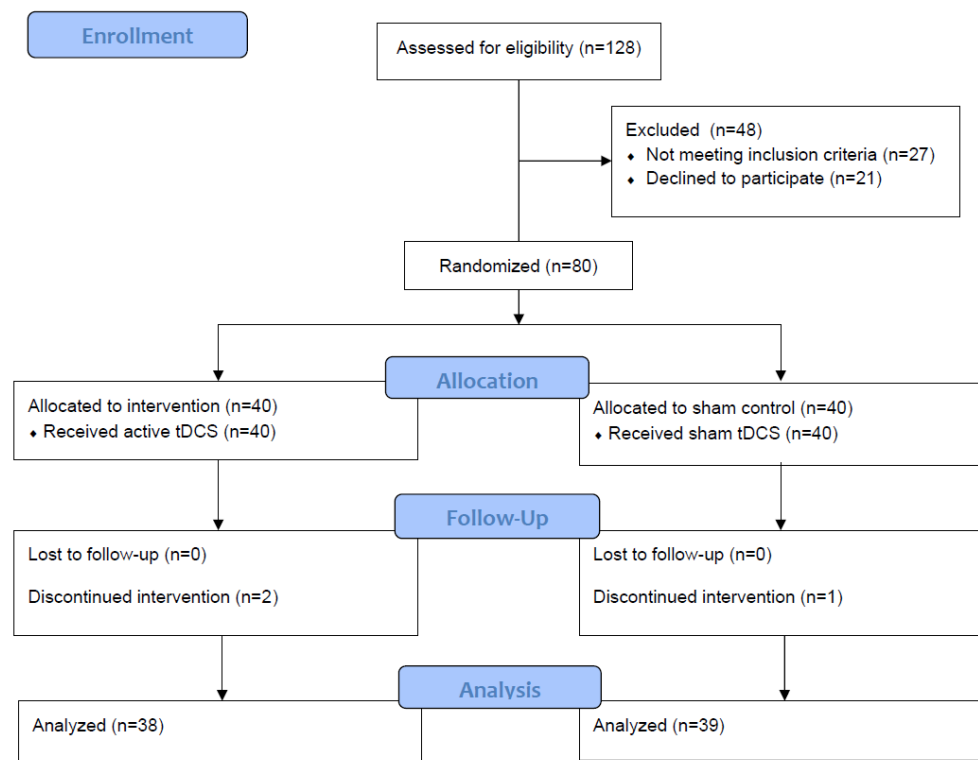 Enrollment
Assessed for eligibility (n=128)
Excluded (n=48)
⬧ Not meeting inclusion criteria (n=27)
⬧ Declined to participate (n=21)
Randomized (n=80)
Allocation
Allocated to intervention (n=40)
⬧ Received active tDCS (n=40)
Allocated to sham control (n=40)
⬧ Received sham tDCS (n=40)
Follow-Up
Lost to follow-up (n=0)
Discontinued intervention (n=2)
Lost to follow-up (n=0)
Discontinued intervention (n=1)
Analysis
Analyzed (n=38)
Analyzed (n=39)